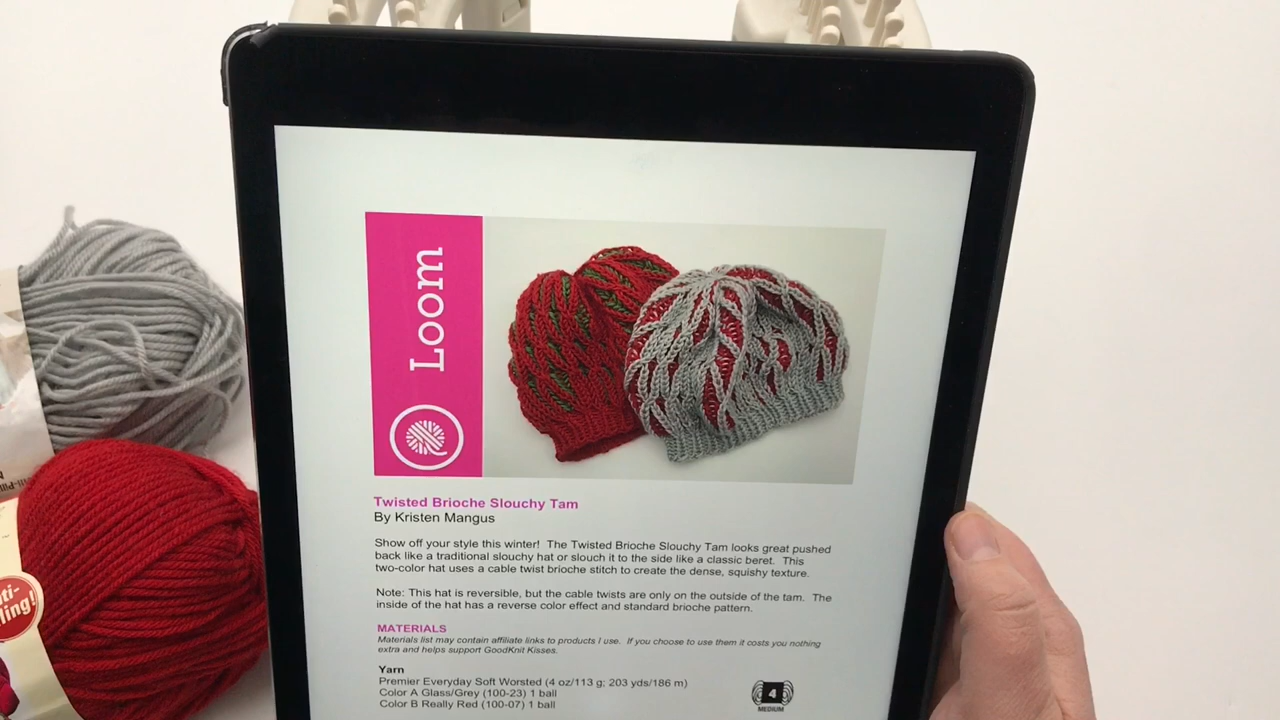 Loom
Twisted Brioche Slouchy Tam
By Kristen Mangus
Show off your style this winter! The Twisted Brioche Slouchy Tam looks great pushed
back like a traditional slouchy hat or slouch it to the side like a classic beret. This
two-color hat uses a cable twist brioche stitch to create the dense, squishy texture.
Note: This hat is reversible, but the cable twists are only on the outside of the tam. The
inside of the hat has a reverse color effect and standard brioche pattern.
MATERIALS
Materials list may contain affiliate links to products I use. If you choose to use them it costs you nothing
extra and helps support GoodKnit Kisses.
Yarn
Premier Everyday Soft Worsted (4 oz/113 g; 203 yds/186 m)
Color A Glass/Grey (100-23) 1 ball
Color B Really Red (100-07) 1 ball
4
MEDIUM